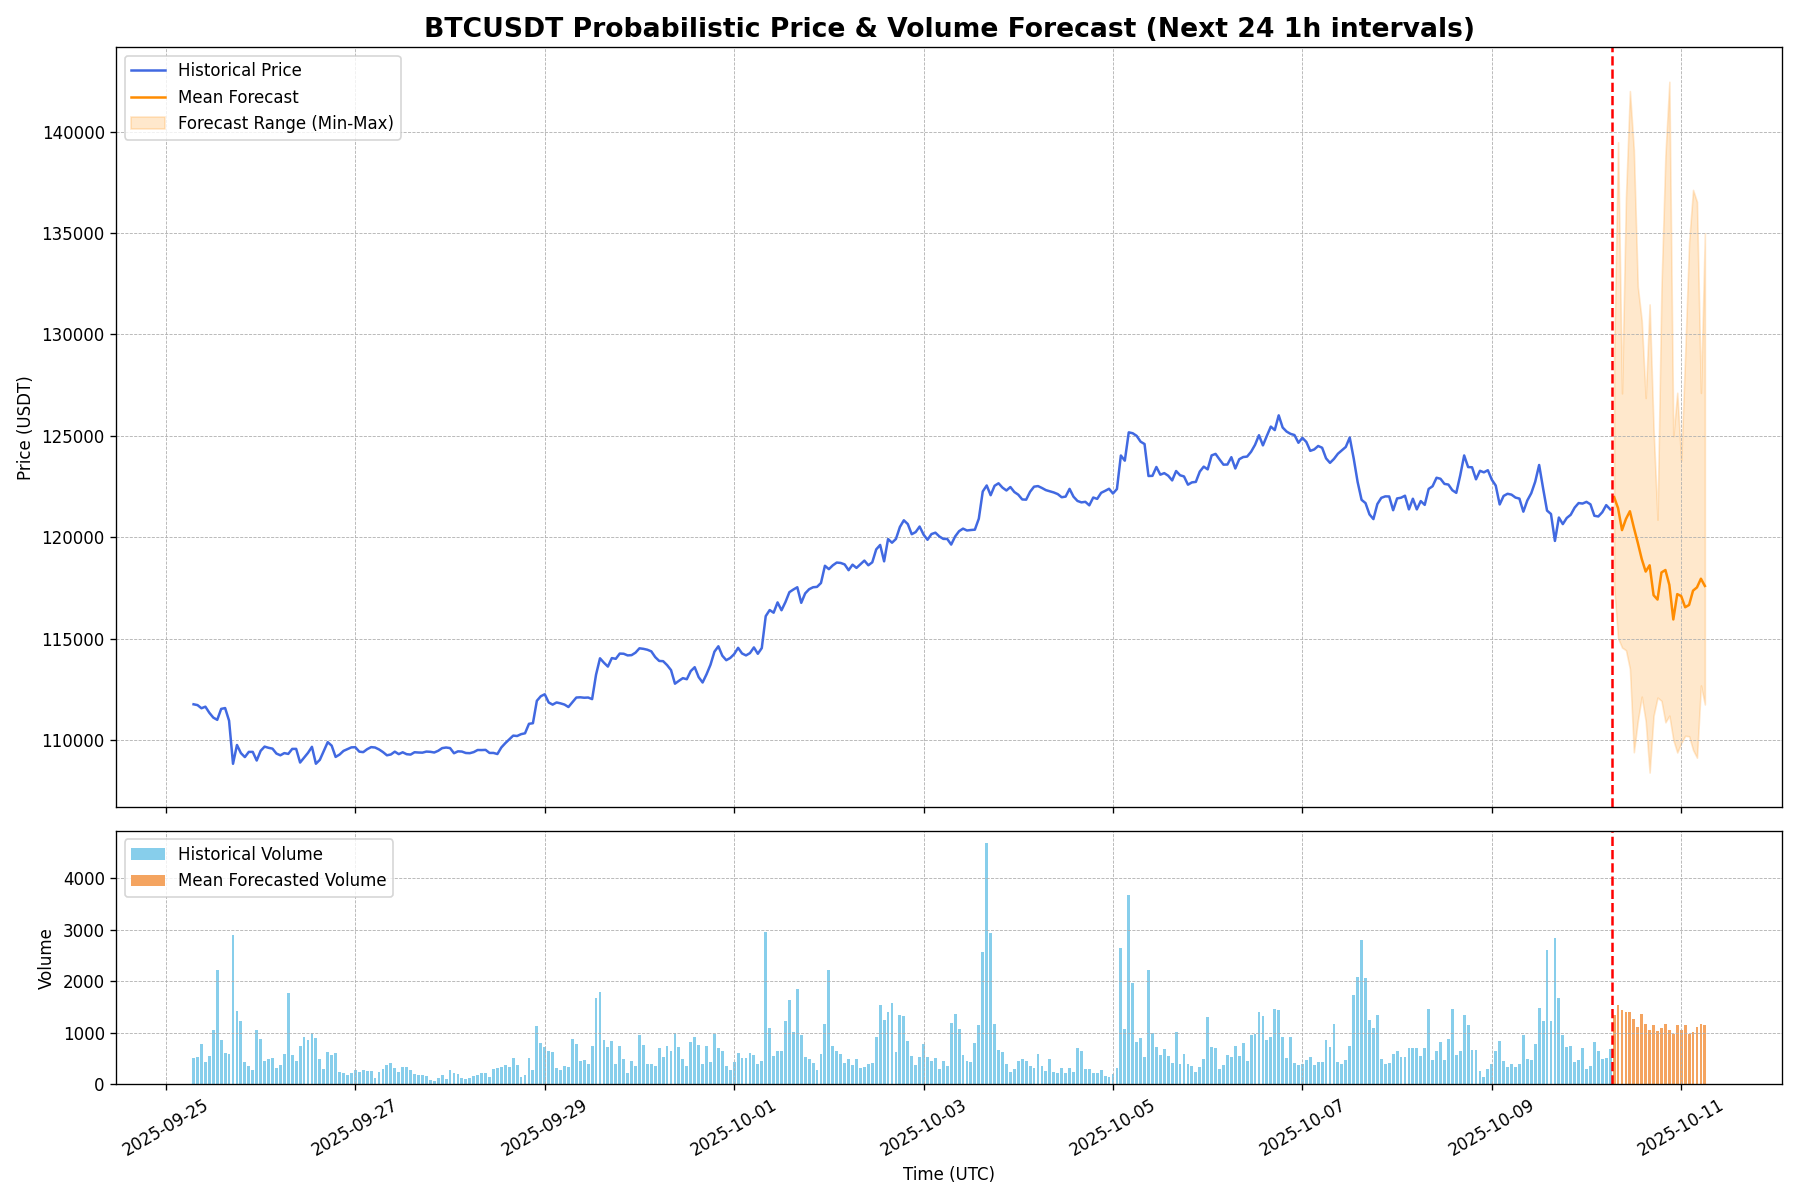 BTCUSDT Probabilistic Price & Volume Forecast (Next 24 1h intervals)
Historical Price
Mean Forecast
Forecast Range (Min-Max)
140000
135000
130000
125000
120000
115000
110000
Price (USDT)
Historical Volume
Mean Forecasted Volume
4000
3000
2000
1000
0
Volume
2025-09-25
2025-09-27
2025-09-29
2025-10-01
2025-10-03
2025-10-05
2025-10-07
2025-10-09
2025-10-11
Time (UTC)